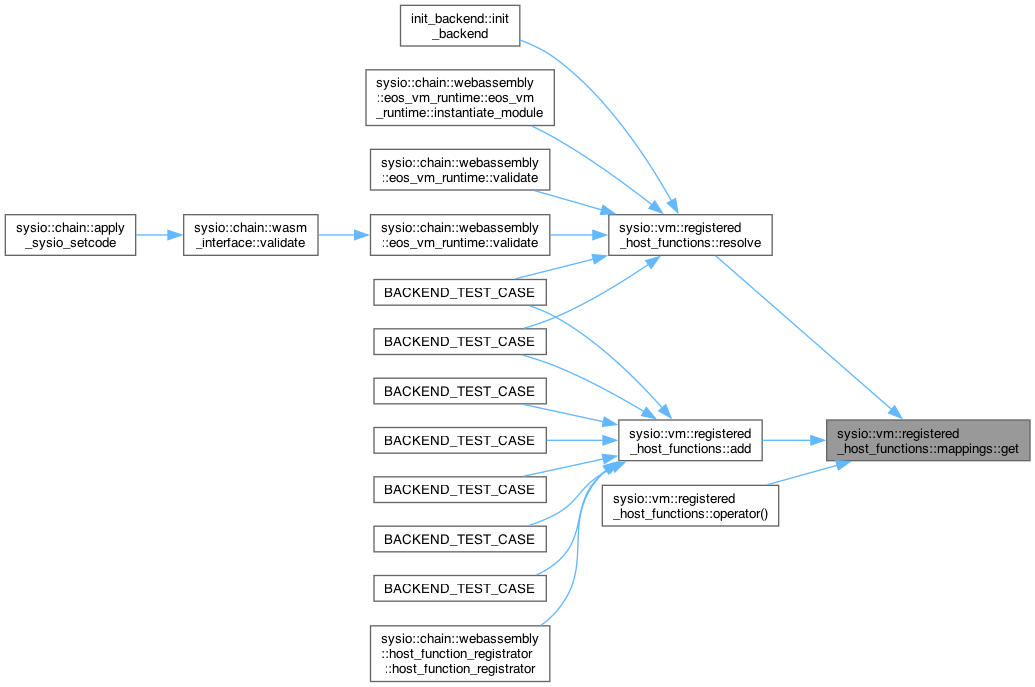 init_backend::init
_backend
sysio::chain::webassembly
::eos_vm_runtime::eos_vm
_runtime::instantiate_module
sysio::chain::webassembly
::eos_vm_runtime::validate
sysio::chain::apply
_sysio_setcode
sysio::chain::wasm
_interface::validate
sysio::chain::webassembly
::eos_vm_runtime::validate
sysio::vm::registered
_host_functions::resolve
BACKEND_TEST_CASE
BACKEND_TEST_CASE
BACKEND_TEST_CASE
BACKEND_TEST_CASE
sysio::vm::registered
_host_functions::add
sysio::vm::registered
_host_functions::mappings::get
BACKEND_TEST_CASE
sysio::vm::registered
_host_functions::operator()
BACKEND_TEST_CASE
BACKEND_TEST_CASE
sysio::chain::webassembly
::host_function_registrator
::host_function_registrator